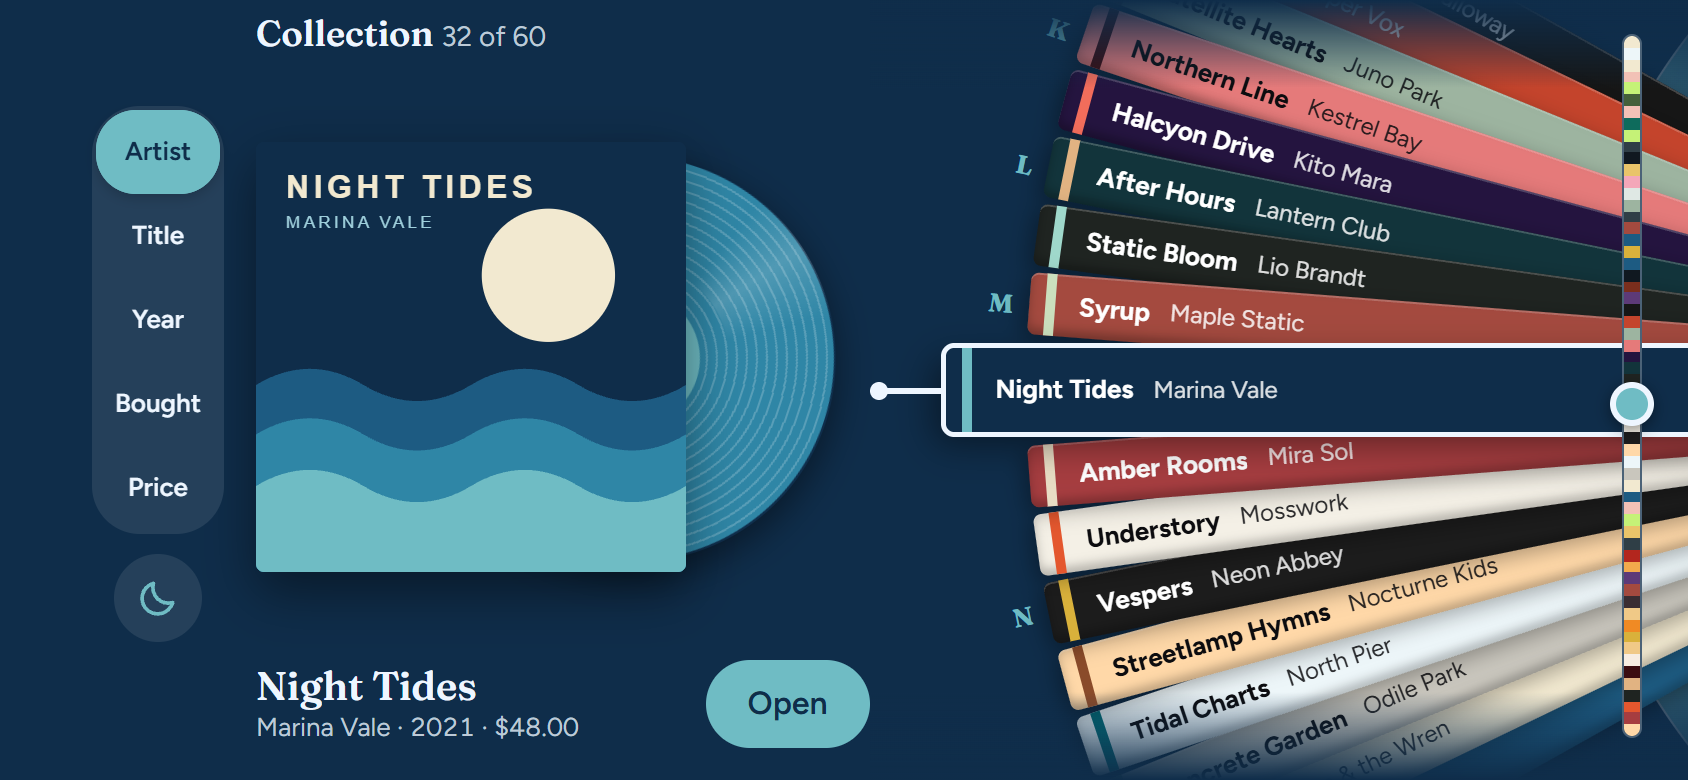 Collection 32 of 60
Artist
Title
Year
Bought
Price
NIGHT TIDES
MARINA VALE
Night Tides
Marina Vale · 2021 · $48.00
Open
K
Hearts Juno Park
Northern Line Kestrel Bay
Halcyon Drive Kito Mara
L
After Hours Lantern Club
Static Bloom Lio Brandt
M
Syrup Maple Static
Night Tides Marina Vale
Amber Rooms Mira Sol
Understory Mosswork
Vespers Neon Abbey
N
Streetlamp Hymns Nocturne Kids
Tidal Charts North Pier
Garden Odile Park
& the Wren